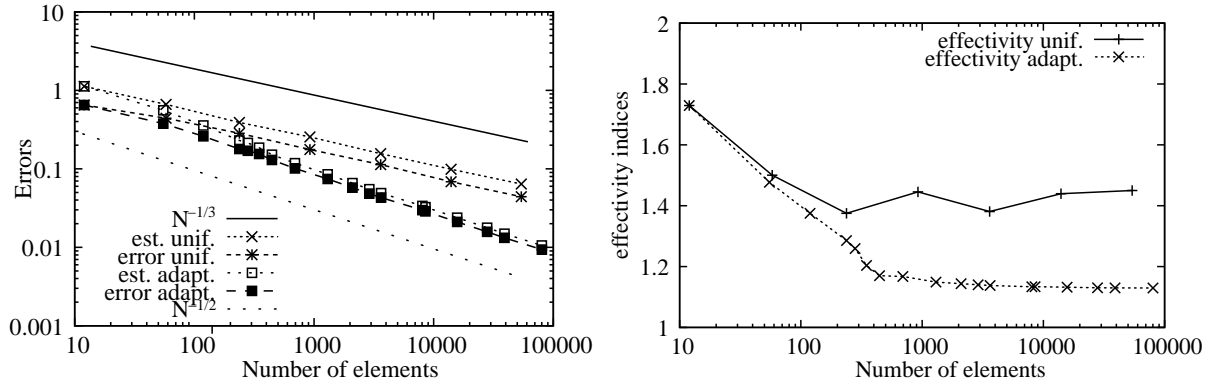 10
1
0.1
0.01
0.001
Errors
N⁻¹/³
est. unif.
error unif.
est. adapt.
error adapt.
N⁻¹/²
10 100 1000 10000 100000
Number of elements
2
1.8
1.6
1.4
1.2
1
effectivity indices
effectivity unif.
effectivity adapt.
10 100 1000 10000 100000
Number of elements